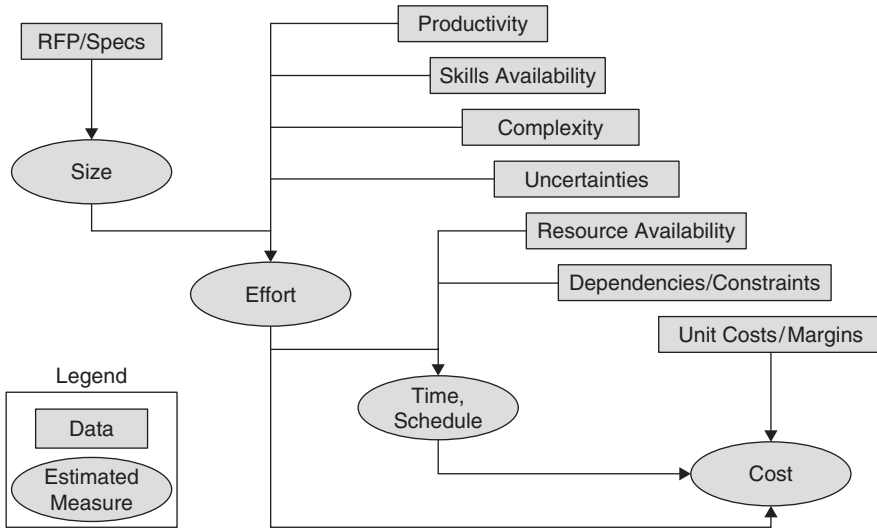 RFP/Specs
Productivity
Skills Availability
Complexity
Size
Uncertainties
Resource Availability
Effort
Dependencies/Constraints
Unit Costs/Margins
Legend
Data
Estimated
Measure
Time,
Schedule
Cost